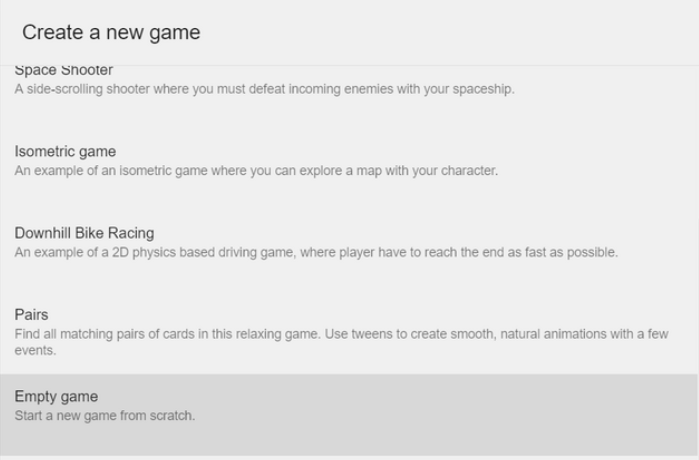 Create a new game
Space Shooter
A side-scrolling shooter where you must defeat incoming enemies with your spaceship.
Isometric game
An example of an isometric game where you can explore a map with your character.
Downhill Bike Racing
An example of a 2D physics based driving game, where player have to reach the end as fast as possible.
Pairs
Find all matching pairs of cards in this relaxing game. Use tweens to create smooth, natural animations with a few
events.
Empty game
Start a new game from scratch.